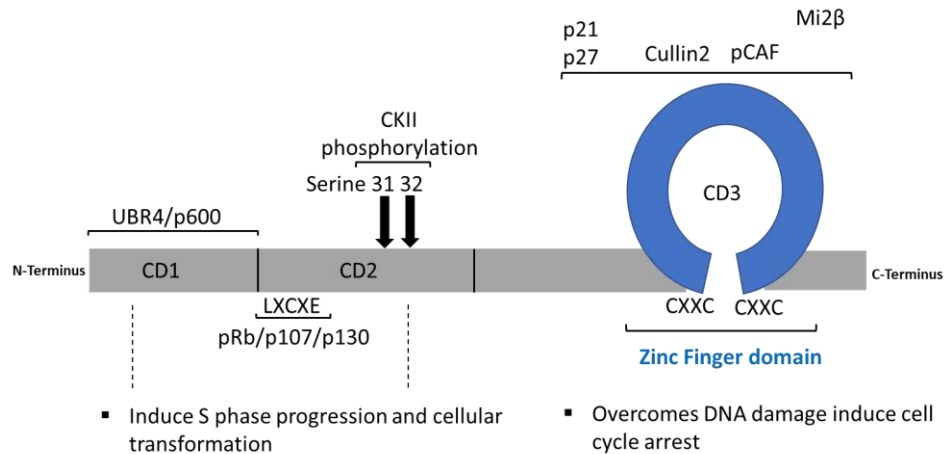 Mi2β
p21
p27
Cullin2
pCAF
CKII
phosphorylation
Serine 31 32
CD3
UBR4/p600
N-Terminus
CD1
CD2
C-Terminus
LXCXE
CXXC
CXXC
pRb/p107/p130
Zinc Finger domain
▪ Induce S phase progression and cellular
transformation
▪ Overcomes DNA damage induce cell
cycle arrest